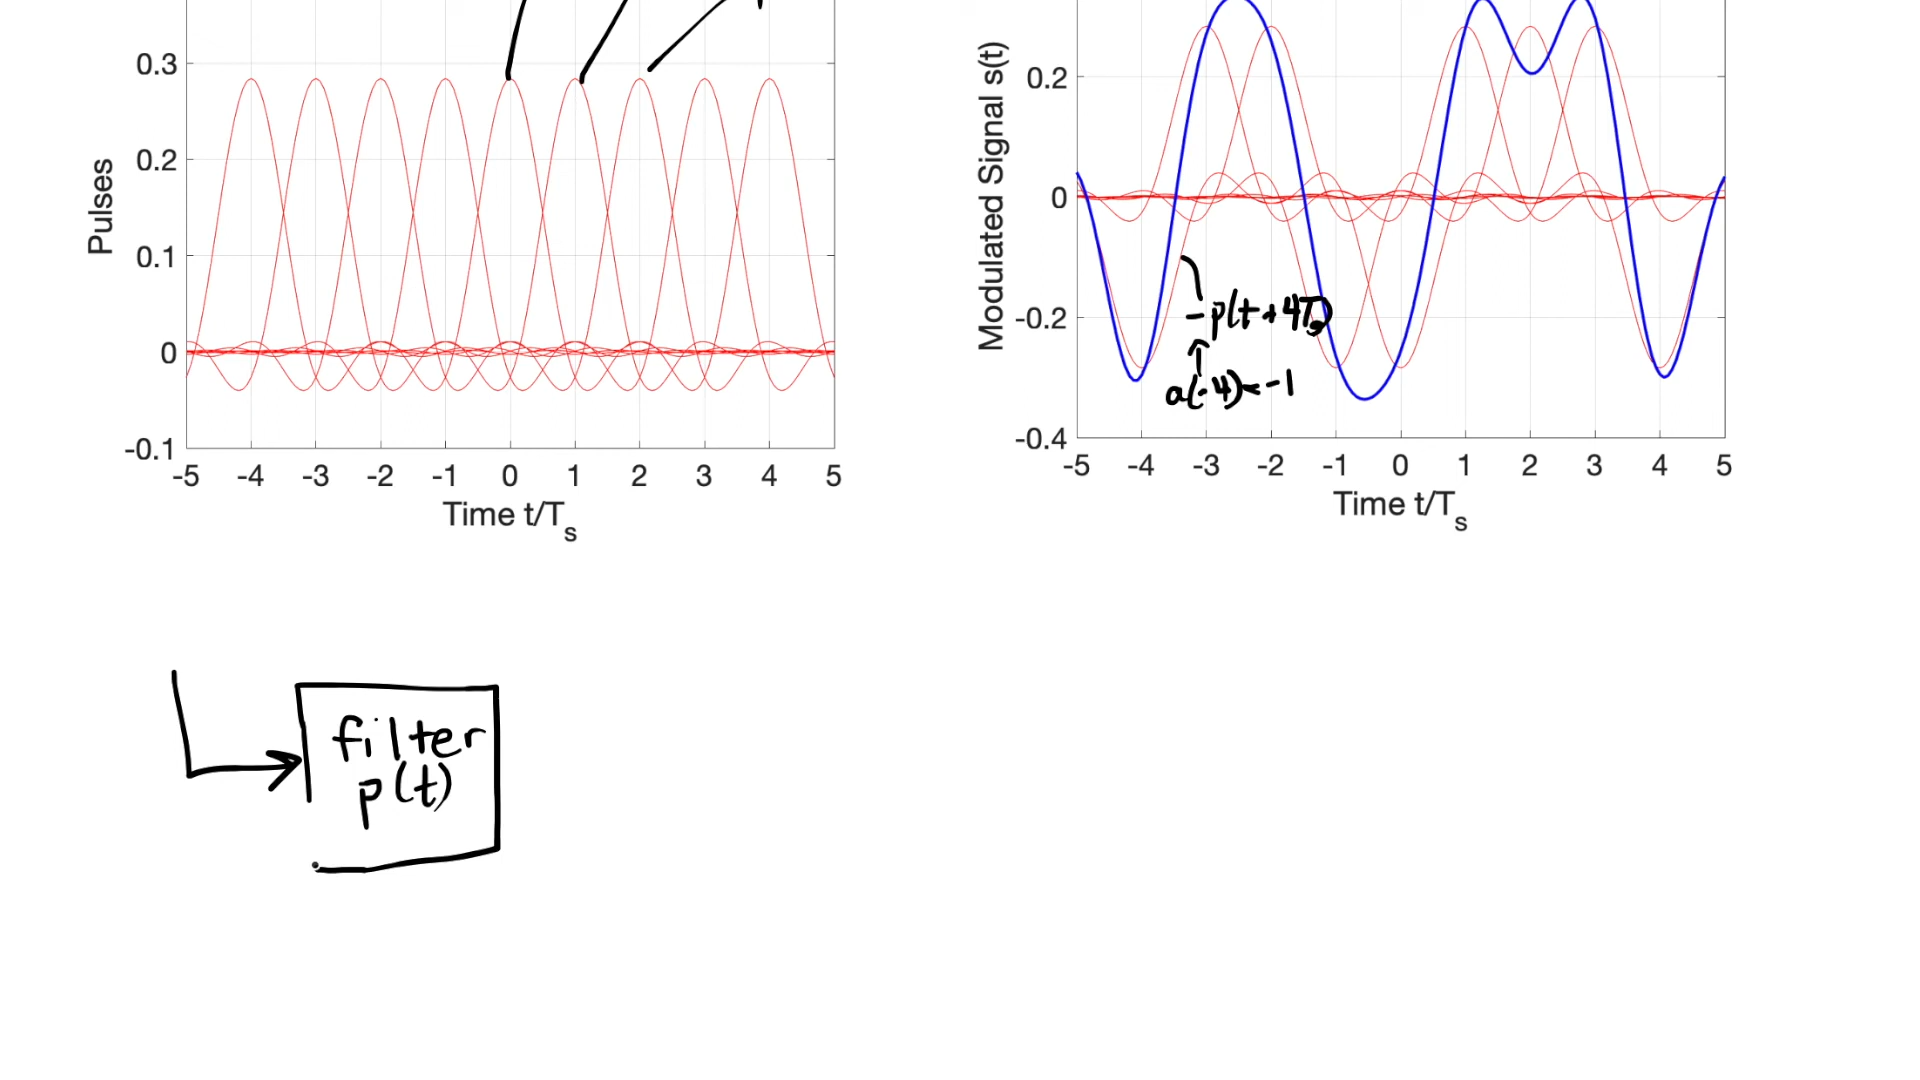 Pulses
0.3
0.2
0.1
0
-0.1
-5 -4 -3 -2 -1 0 1 2 3 4 5
Time t/Ts
Modulated Signal s(t)
0.2
0
-0.2
-0.4
-5 -4 -3 -2 -1 0 1 2 3 4 5
Time t/Ts
-p(t+4Ts)
a(-4)=-1
filter
p(t)